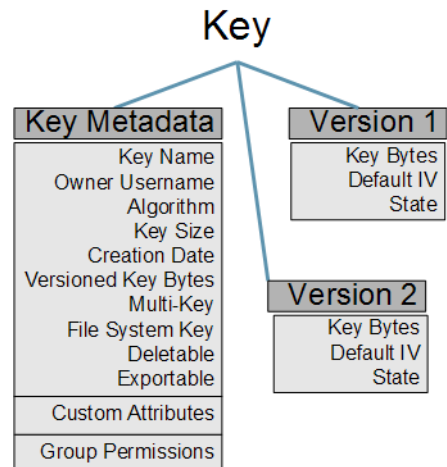 Key
Key Metadata
Key Name
Owner Username
Algorithm
Key Size
Creation Date
Versioned Key Bytes
Multi-Key
File System Key
Deletable
Exportable
Custom Attributes
Group Permissions
Version 1
Key Bytes
Default IV
State
Version 2
Key Bytes
Default IV
State